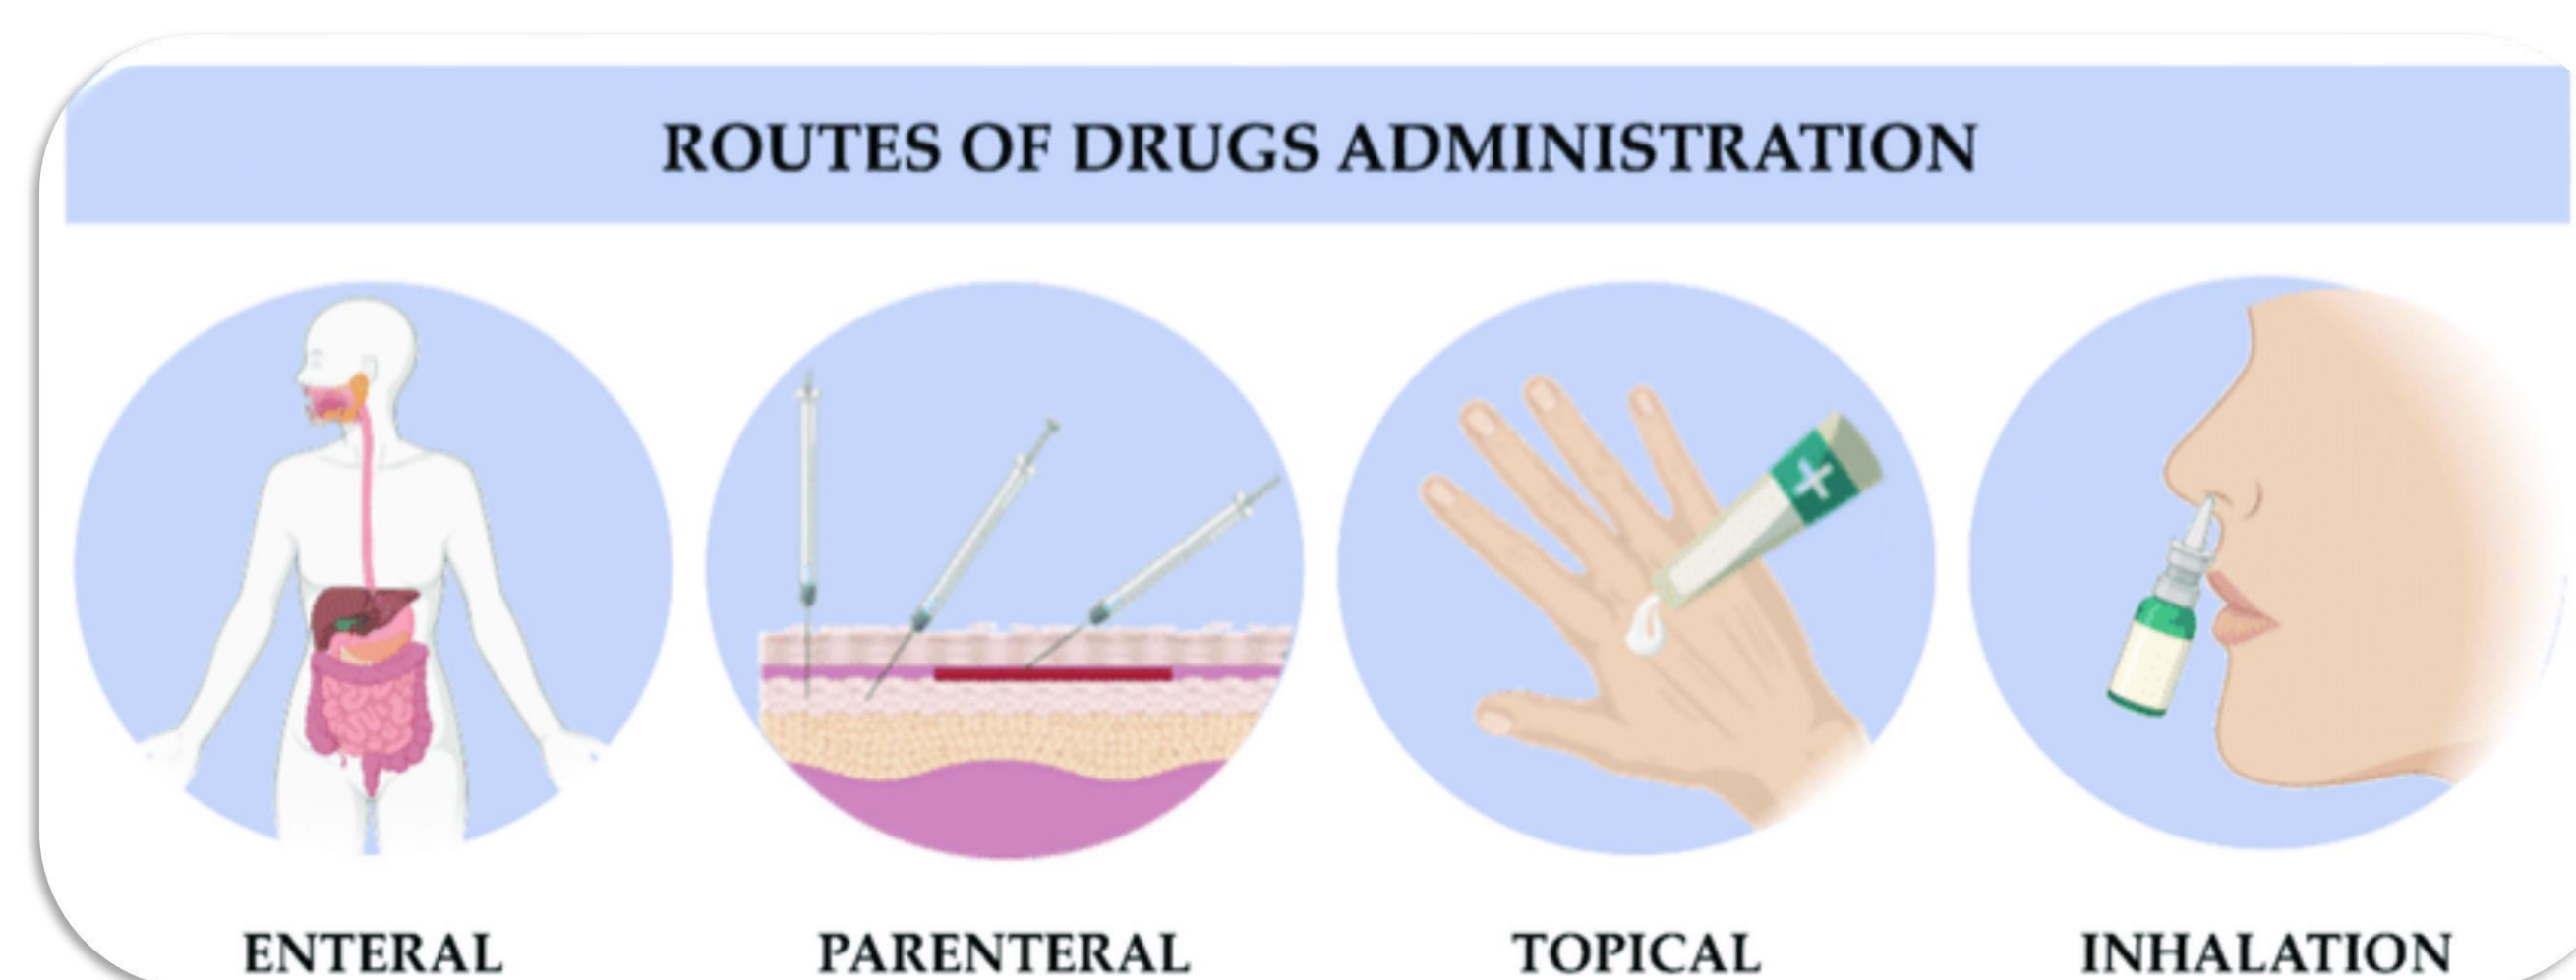 ROUTES OF DRUGS ADMINISTRATION
ENTERAL
PARENTERAL
TOPICAL
INHALATION